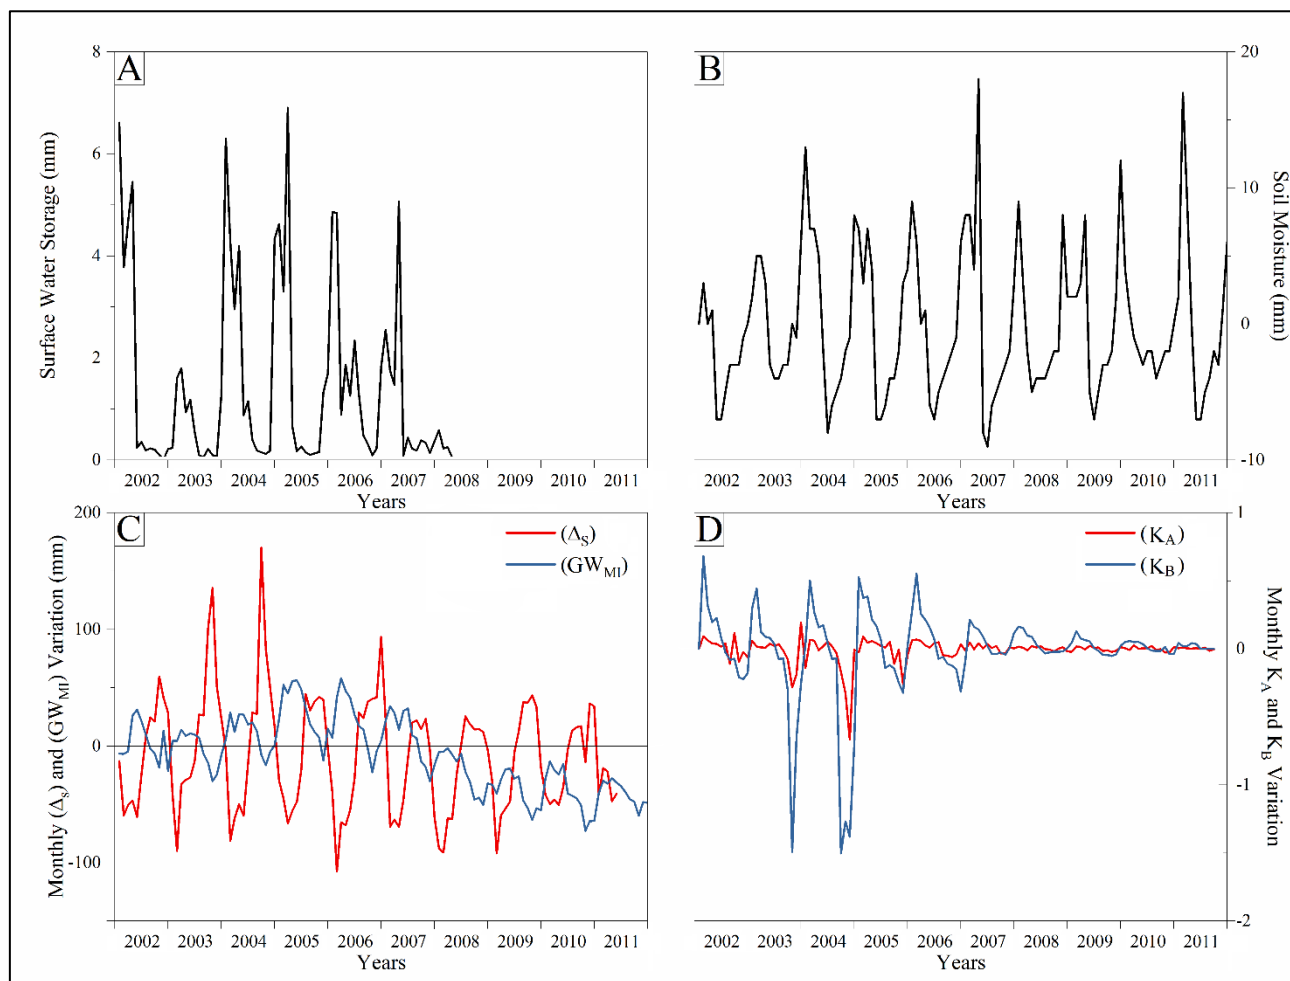 A
Surface Water Storage (mm)
8
6
4
2
0
2002 2003 2004 2005 2006 2007 2008 2009 2010 2011
Years
B
Soil Moisture (mm)
20
10
0
-10
2002 2003 2004 2005 2006 2007 2008 2009 2010 2011
Years
C
Monthly (Δs) and (GWMI) Variation (mm)
200
100
0
-100
(ΔS)
(GWMI)
2002 2003 2004 2005 2006 2007 2008 2009 2010 2011
Years
D
(KA)
(KB)
Monthly KA and KB Variation
1
0
-1
-2
2002 2003 2004 2005 2006 2007 2008 2009 2010 2011
Years